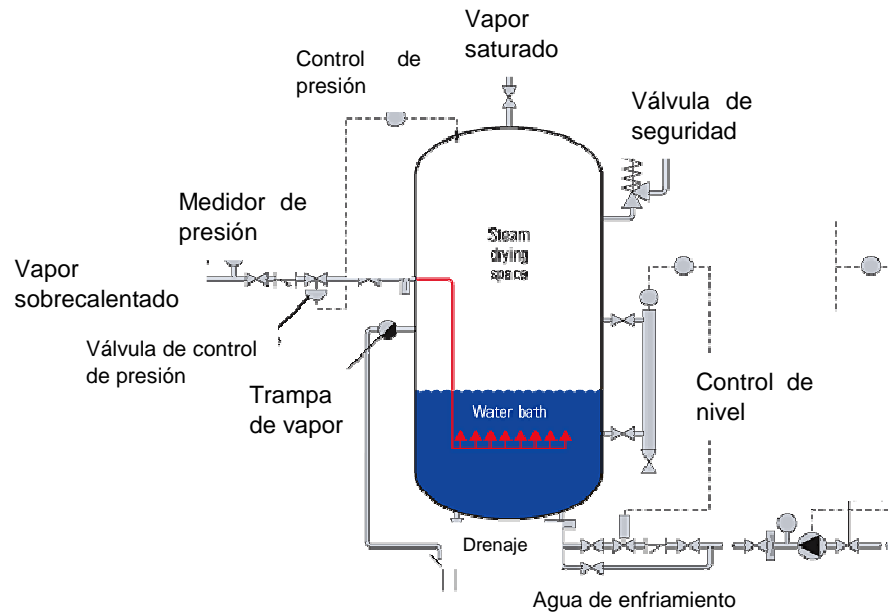 Vapor
saturado
Control de
presión
Válvula de
seguridad
Medidor de
presión
Steam
drying
space
Vapor
sobrecalentado
Válvula de control
de presión
Trampa
de vapor
Water bath
Control de
nivel
Drenaje
Agua de enfriamiento